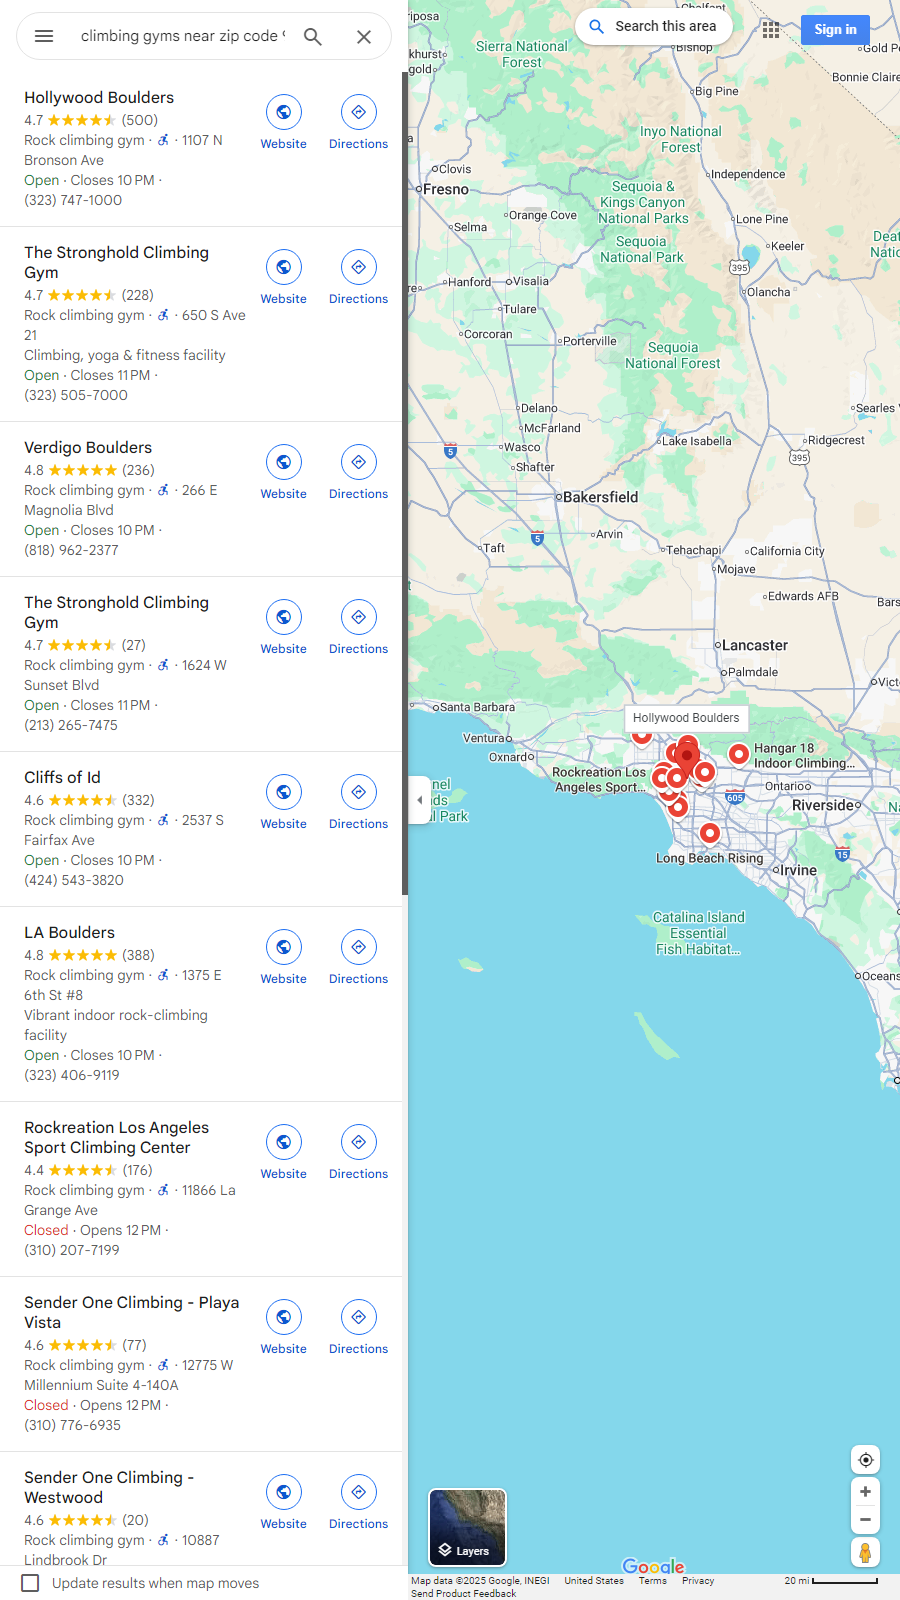 climbing gyms near zip code
Hollywood Boulders
4.7 (500)
Rock climbing gym · · 1107 N
Bronson Ave
Open · Closes 10 PM ·
(323) 747-1000
Website
Directions
The Stronghold Climbing
Gym
4.7 (228)
Rock climbing gym · · 650 S Ave
21
Climbing, yoga & fitness facility
Open · Closes 11 PM ·
(323) 505-7000
Website
Directions
Verdigo Boulders
4.8 (236)
Rock climbing gym · · 266 E
Magnolia Blvd
Open · Closes 10 PM ·
(818) 962-2377
Website
Directions
The Stronghold Climbing
Gym
4.7 (27)
Rock climbing gym · · 1624 W
Sunset Blvd
Open · Closes 11 PM ·
(213) 265-7475
Website
Directions
Cliffs of Id
4.6 (332)
Rock climbing gym · · 2537 S
Fairfax Ave
Open · Closes 10 PM ·
(424) 543-3820
Website
Directions
LA Boulders
4.8 (388)
Rock climbing gym · · 1375 E
6th St #8
Vibrant indoor rock-climbing
facility
Open · Closes 10 PM ·
(323) 406-9119
Website
Directions
Rockreation Los Angeles
Sport Climbing Center
4.4 (176)
Rock climbing gym · · 11866 La
Grange Ave
Closed · Opens 12 PM ·
(310) 207-7199
Website
Directions
Sender One Climbing - Playa
Vista
4.6 (77)
Rock climbing gym · · 12775 W
Millennium Suite 4-140A
Closed · Opens 12 PM ·
(310) 776-6935
Website
Directions
Sender One Climbing -
Westwood
4.6 (20)
Rock climbing gym · · 10887
Lindbrook Dr
Website
Directions
Update results when map moves
Search this area
Sign in
Sierra National
Forest
Bishop
Gold P
Bonnie Claire
Big Pine
Inyo National
Forest
Clovis
Fresno
Independence
Sequoia &
Kings Canyon
National Parks
Orange Cove
Selma
Lone Pine
Sequoia
National Park
Keeler
395
Hanford
Visalia
Olancha
Tulare
Corcoran
Porterville
Sequoia
National Forest
Delano
McFarland
Searles
Wasco
Lake Isabella
Ridgecrest
5
395
Shafter
Bakersfield
Arvin
5
Taft
Tehachapi
California City
Mojave
Edwards AFB
Bars
Lancaster
Palmdale
Vict
Santa Barbara
Hollywood Boulders
Ventura
Oxnard
Hangar 18
Indoor Climbing...
Rockreation Los
Angeles Sport...
Ontario
605
Riverside
Long Beach Rising
15
Irvine
Catalina Island
Essential
Fish Habitat...
Oceans
Layers
Google
Map data ©2025 Google, INEGI
United States
Terms
Privacy
20 mi
Send Product Feedback